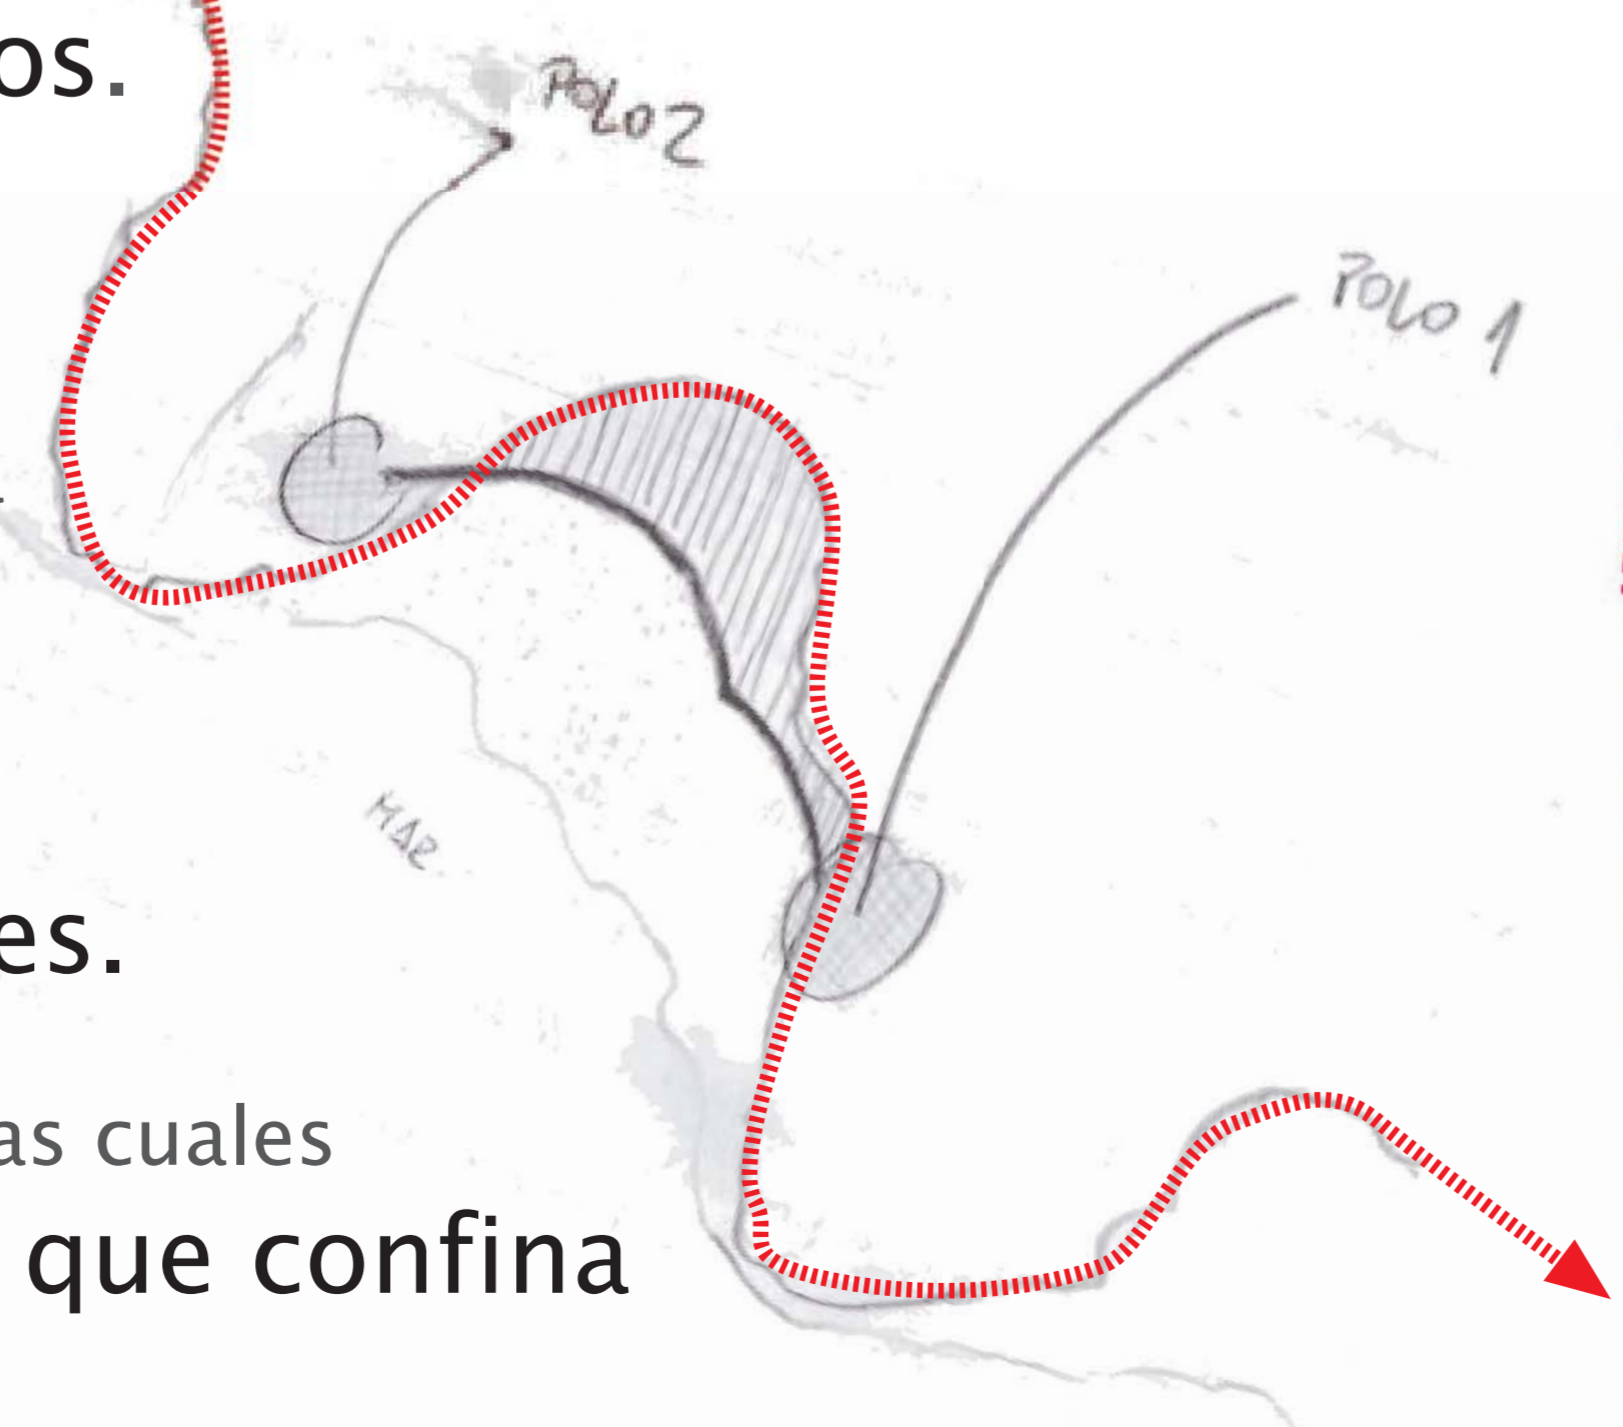 os.
POLO 2
POLO 1
MAR
es.
as cuales
que confina